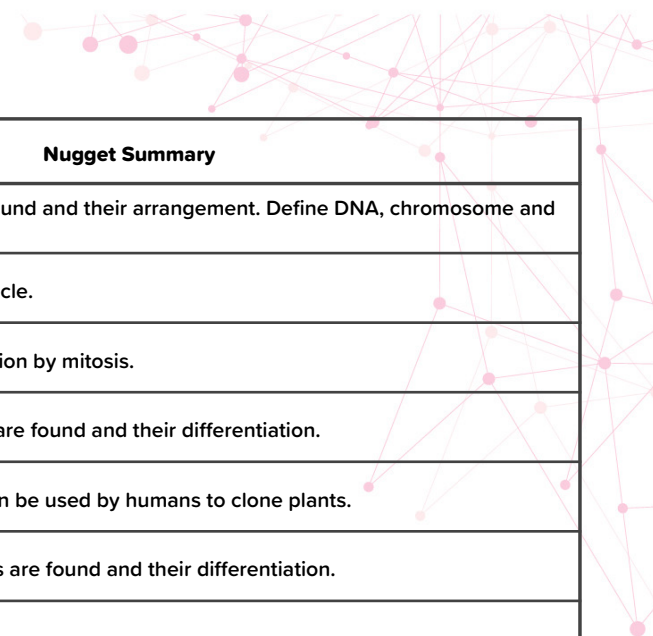 Nugget Summary
und and their arrangement. Define DNA, chromosome and
cle.
ion by mitosis.
are found and their differentiation.
n be used by humans to clone plants.
s are found and their differentiation.